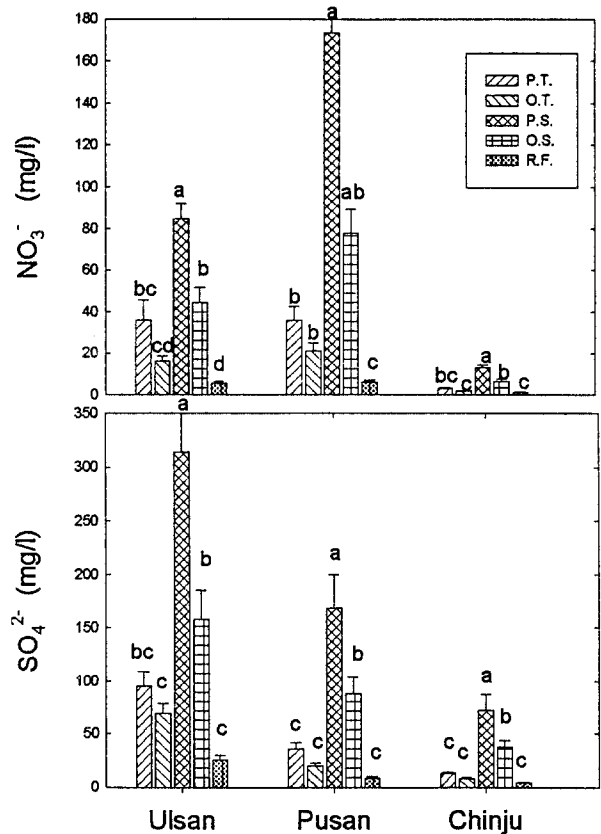 NO₃⁻ (mg/l)
180
160
140
120
100
80
60
40
20
0
P.T.
O.T.
P.S.
O.S.
R.F.
bc
cd
a
b
d
b
b
a
ab
c
bc
c
a
b
c
SO₄²⁻ (mg/l)
350
300
250
200
150
100
50
0
bc
c
a
b
c
c
c
a
b
c
c
c
a
b
c
Ulsan Pusan Chinju